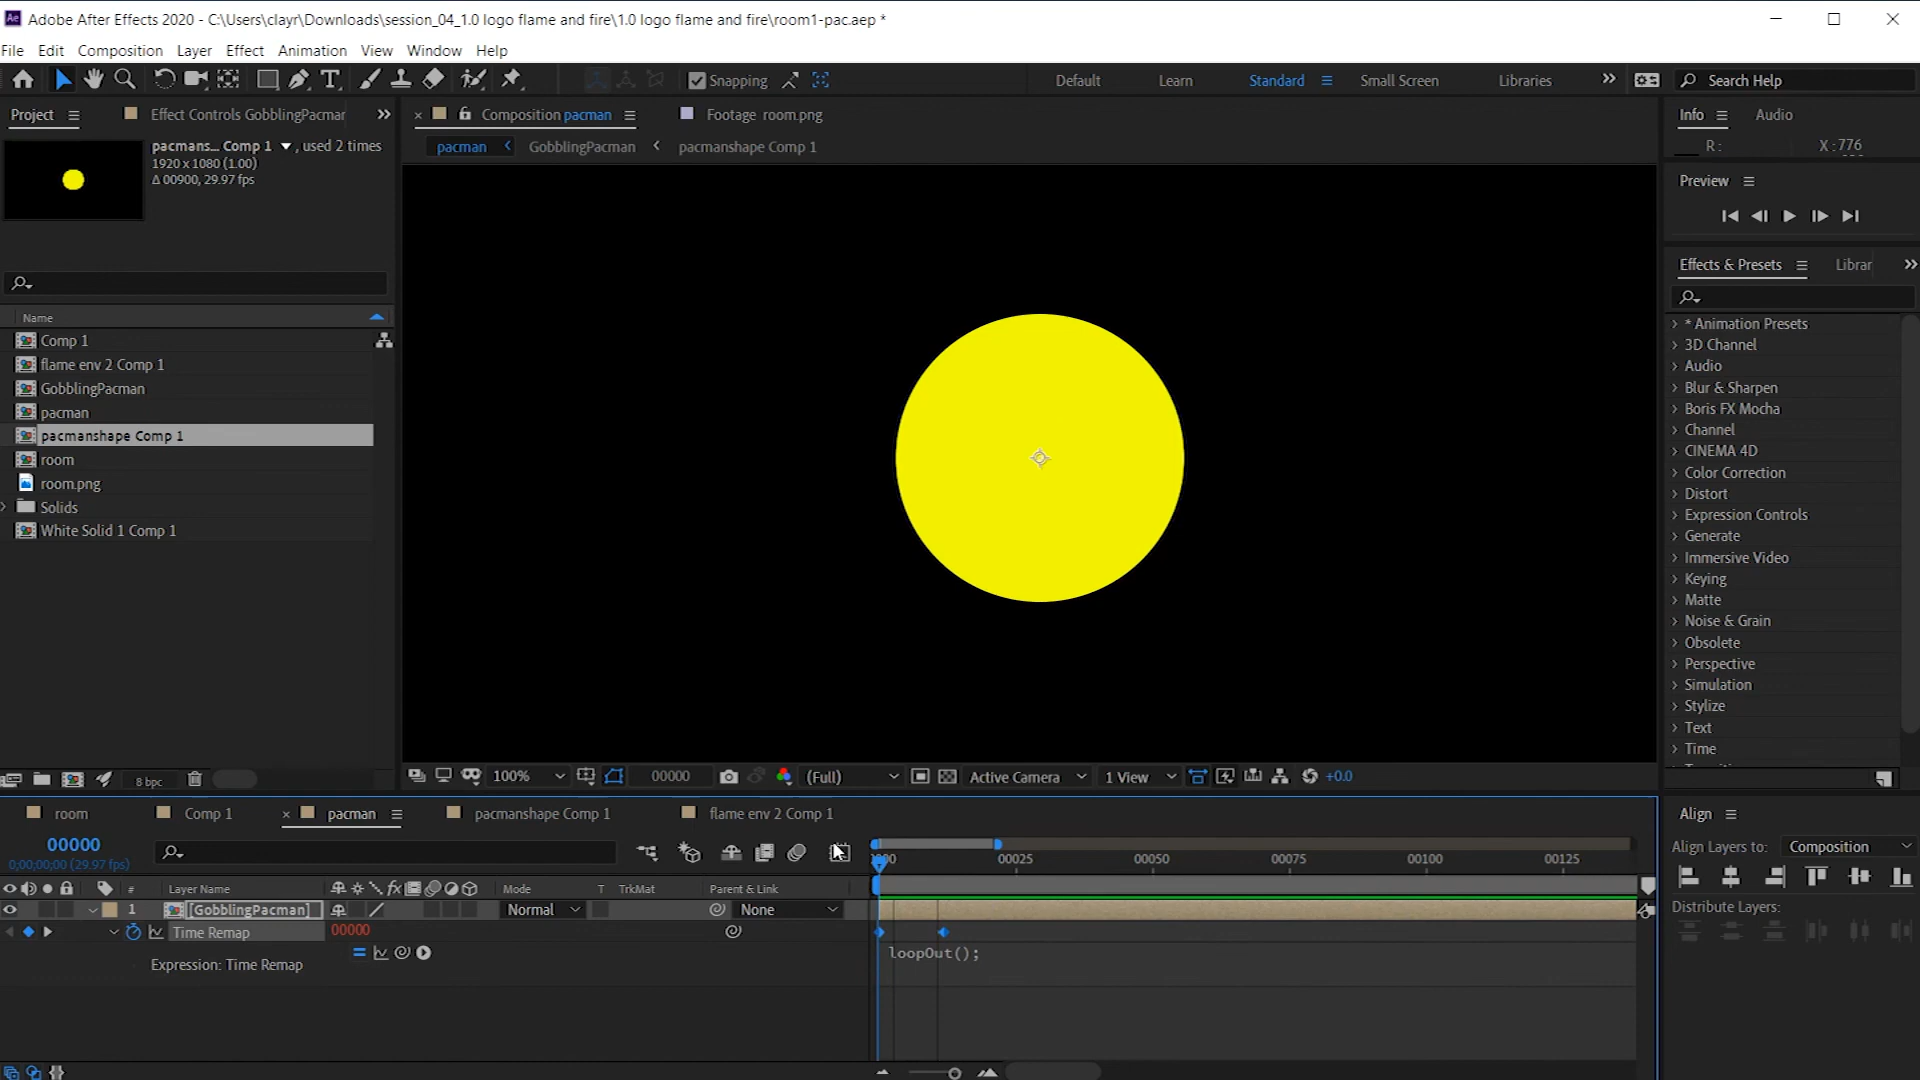 Adobe After Effects 2020 - C:\Users\clayr\Downloads\session_04_1.0 logo flame and fire\1.0 logo flame and fire\room1-pac.aep *
File Edit Composition Layer Effect Animation View Window Help
Snapping
Default Learn Standard Small Screen Libraries Search Help
Project Effect Controls GobblingPacmar
Composition pacman Footage room.png
Info Audio
pacmans... Comp 1 , used 2 times
1920 x 1080 (1.00)
Δ 00900, 29.97 fps
pacman GobblingPacman pacmanshape Comp 1
R: X: 776
Preview
Effects & Presets Librar
Name
Comp 1
flame env 2 Comp 1
GobblingPacman
pacman
pacmanshape Comp 1
room
room.png
Solids
White Solid 1 Comp 1
* Animation Presets
3D Channel
Audio
Blur & Sharpen
Boris FX Mocha
Channel
CINEMA 4D
Color Correction
Distort
Expression Controls
Generate
Immersive Video
Keying
Matte
Noise & Grain
Obsolete
Perspective
Simulation
Stylize
Text
Time
8 bpc
100% 00000 (Full) Active Camera 1 View +0.0
room Comp 1 pacman pacmanshape Comp 1 flame env 2 Comp 1
Align
00000
0;00;00;00 (29.97 fps)
00025 00050 00075 00100 00125
Align Layers to: Composition
# Layer Name Mode T TrkMat Parent & Link
1 [GobblingPacman] Normal None
Distribute Layers:
Time Remap 00000
Expression: Time Remap
loopOut();